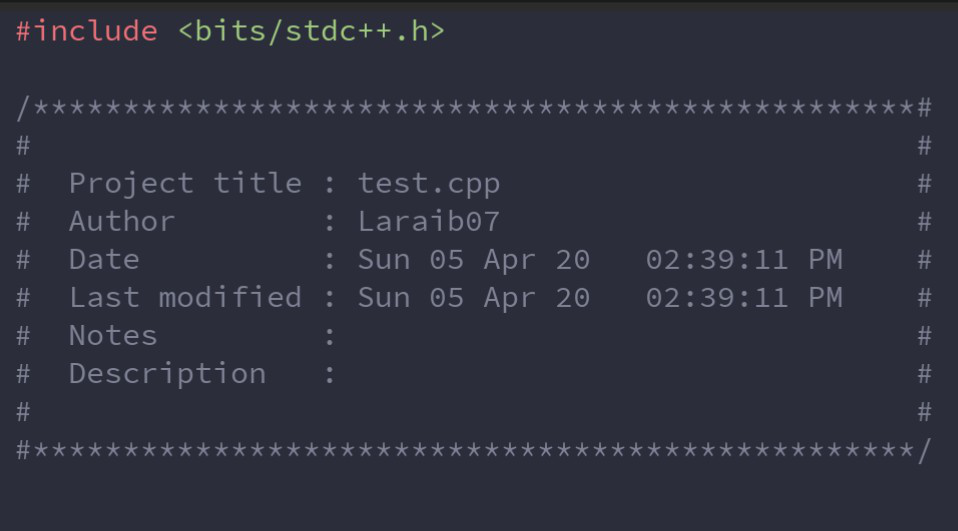 #include <bits/stdc++.h>
/*************************************************#
# #
# Project title : test.cpp #
# Author : Laraib07 #
# Date : Sun 05 Apr 20 02:39:11 PM #
# Last modified : Sun 05 Apr 20 02:39:11 PM #
# Notes : #
# Description : #
# #
#*************************************************/